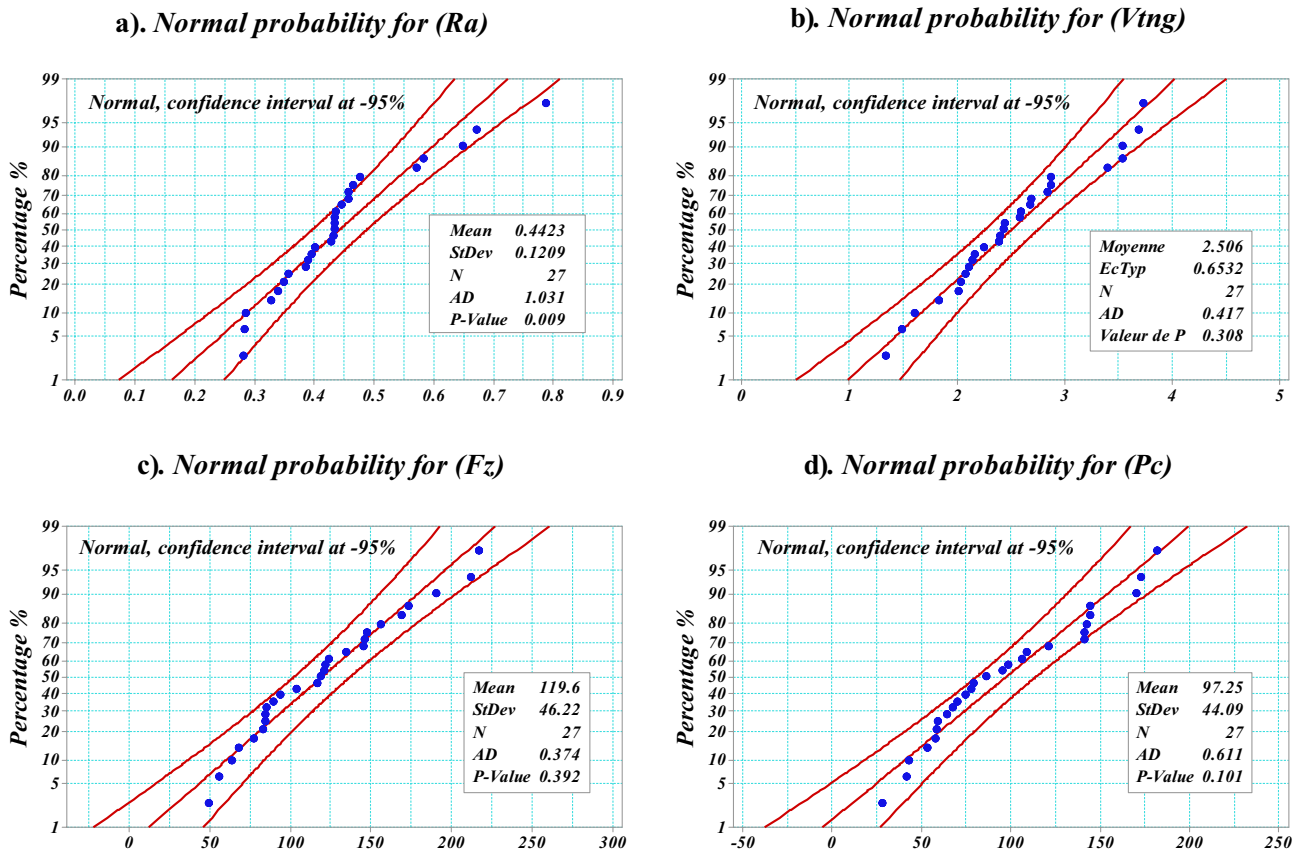 a). Normal probability for (Ra)
Normal, confidence interval at -95%
Percentage %
99
95
90
80
70
60
50
40
30
20
10
5
1
0.0 0.1 0.2 0.3 0.4 0.5 0.6 0.7 0.8 0.9
Mean 0.4423
StDev 0.1209
N 27
AD 1.031
P-Value 0.009
b). Normal probability for (Vtng)
Normal, confidence interval at -95%
Percentage %
99
95
90
80
70
60
50
40
30
20
10
5
1
0 1 2 3 4 5
Moyenne 2.506
EcTyp 0.6532
N 27
AD 0.417
Valeur de P 0.308
c). Normal probability for (Fz)
Normal, confidence interval at -95%
Percentage %
99
95
90
80
70
60
50
40
30
20
10
5
1
0 50 100 150 200 250 300
Mean 119.6
StDev 46.22
N 27
AD 0.374
P-Value 0.392
d). Normal probability for (Pc)
Normal, confidence interval at -95%
Percentage %
99
95
90
80
70
60
50
40
30
20
10
5
1
-50 0 50 100 150 200 250
Mean 97.25
StDev 44.09
N 27
AD 0.611
P-Value 0.101